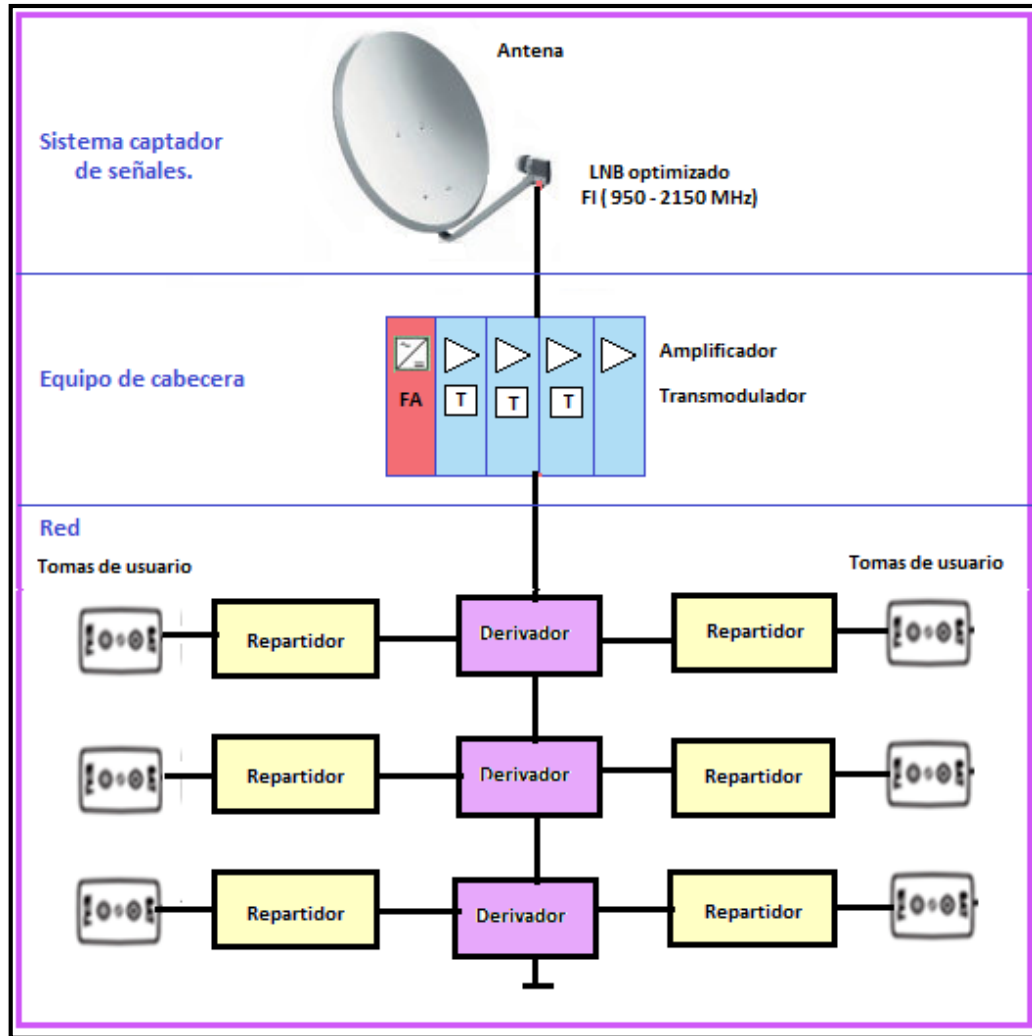 Antena
Sistema captador
de señales.
LNB optimizado
FI ( 950 - 2150 MHz)
Equipo de cabecera
Amplificador
Transmodulador
FA
T
T
T
Red
Tomas de usuario
Tomas de usuario
Repartidor
Derivador
Repartidor
Repartidor
Derivador
Repartidor
Repartidor
Derivador
Repartidor